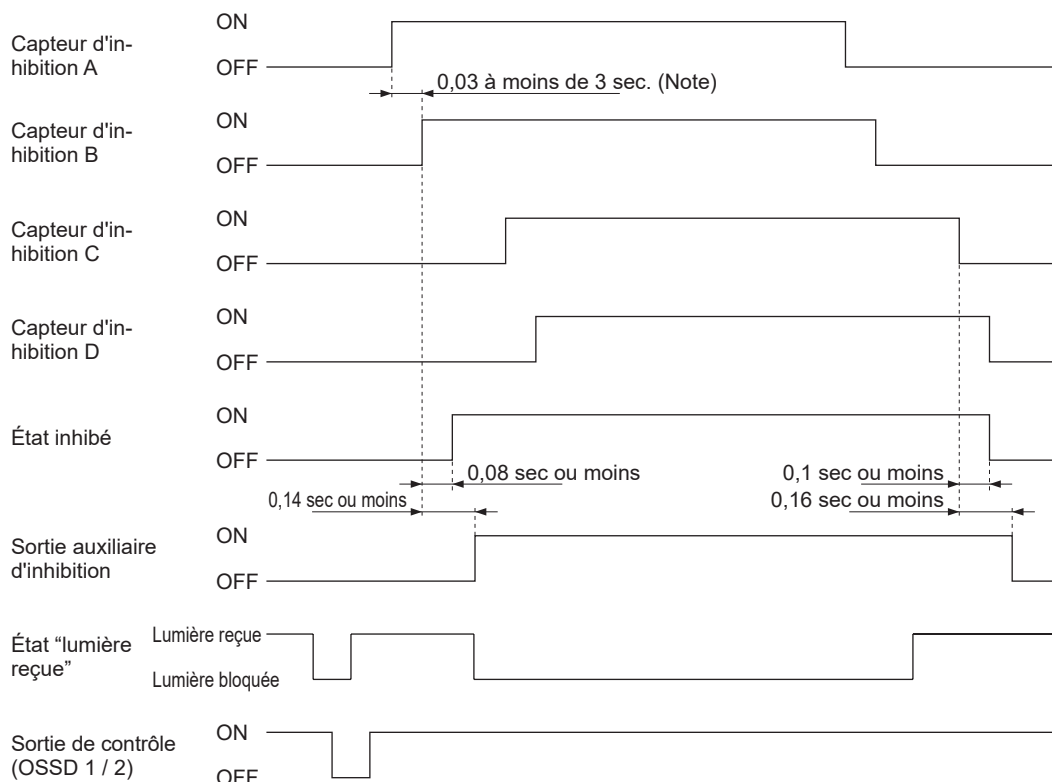 ON
Capteur d'in-
hibition A
OFF
0,03 à moins de 3 sec. (Note)
ON
Capteur d'in-
hibition B
OFF
ON
Capteur d'in-
hibition C
OFF
ON
Capteur d'in-
hibition D
OFF
ON
État inhibé
OFF
0,08 sec ou moins
0,1 sec ou moins
0,14 sec ou moins
0,16 sec ou moins
ON
Sortie auxiliaire
d'inhibition
OFF
État “lumière
reçue”
Lumière reçue
Lumière bloquée
ON
Sortie de contrôle
(OSSD 1 / 2)
OFF